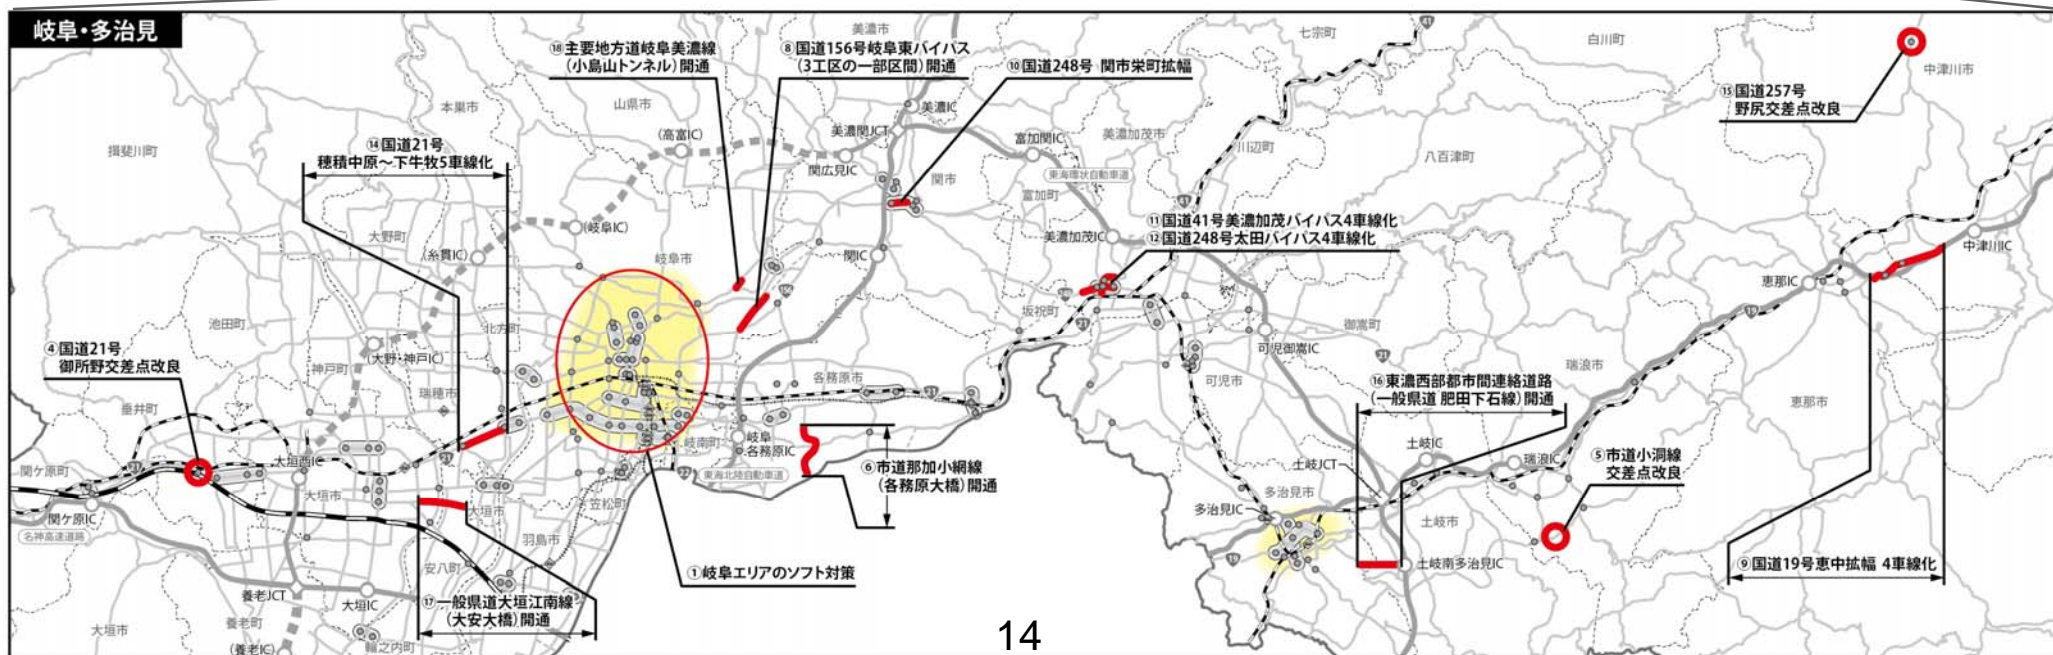 岐阜・多治見
⑱主要地方道岐阜美濃線
(小島山トンネル)開通
⑧国道156号岐阜東バイパス
(3工区の一部区間)開通
⑩国道248号 関市栄町拡幅
⑮国道257号
野尻交差点改良
⑭国道21号
穂積中原~下牛牧5車線化
⑪国道41号美濃加茂バイパス4車線化
⑫国道248号太田バイパス4車線化
④国道21号
御所野交差点改良
⑯東濃西部都市間連絡道路
(一般県道 肥田下石線)開通
⑤市道小洞線
交差点改良
⑥市道那加小網線
(各務原大橋)開通
⑨国道19号恵中拡幅 4車線化
①岐阜エリアのソフト対策
⑰一般県道大垣江南線
(大安大橋)開通
美濃市
七宗町
白川町
中津川市
41
本巣市
山県市
揖斐川町
(高富IC)
美濃IC
美濃関JCT
富加関IC
美濃加茂市
川辺町
八百津町
関広見IC
関市
東海環状自動車道
富加町
41
大野町
(岐阜IC)
(糸貫IC)
岐阜市
関IC
美濃加茂IC
中津川IC
恵那IC
156
池田町
北方町
坂祝町
21
御嵩町
19
(大野・神戸IC)
神戸町
瑞穂市
各務原市
21
可児御嵩IC
21
可児市
瑞浪市
恵那市
垂井町
岐南町
岐阜
各務原IC
22
東海北陸自動車道
関ケ原町
21
大垣西IC
21
大垣市
大垣市
笠松町
関ケ原IC
名神高速道路
羽島市
安八町
養老JCT
大垣IC
養老町
(養老IC)
大垣市
輪之内町
土岐IC
土岐JCT
瑞浪IC
多治見市
多治見IC
土岐市
19
土岐南多治見IC
14